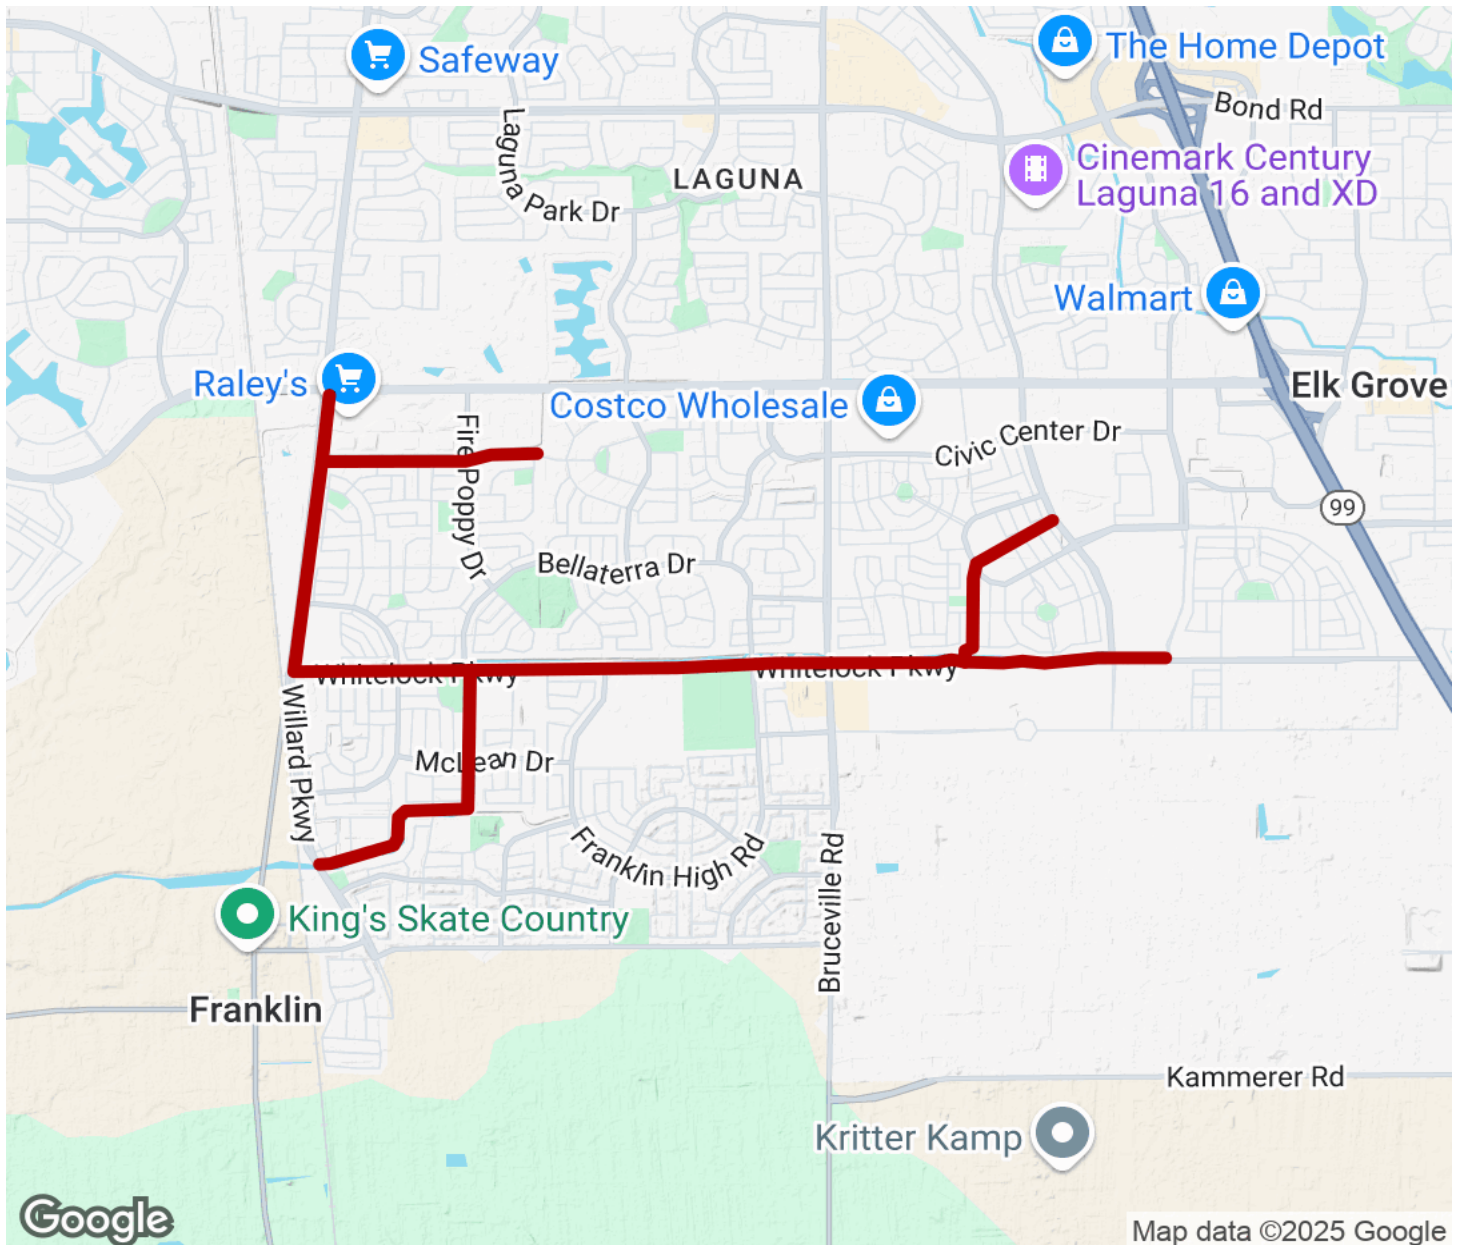 Safeway
The Home Depot
Bond Rd
Laguna Park Dr
LAGUNA
Cinemark Century
Laguna 16 and XD
Walmart
Raley's
Costco Wholesale
Elk Grove
Fire Poppy Dr
Civic Center Dr
99
Bellaterra Dr
Whitelock Pkwy
Whitelock Pkwy
Willard Pkwy
McLean Dr
Franklin High Rd
Bruceville Rd
King's Skate Country
Franklin
Kammerer Rd
Kritter Kamp
Google
Map data ©2025 Google